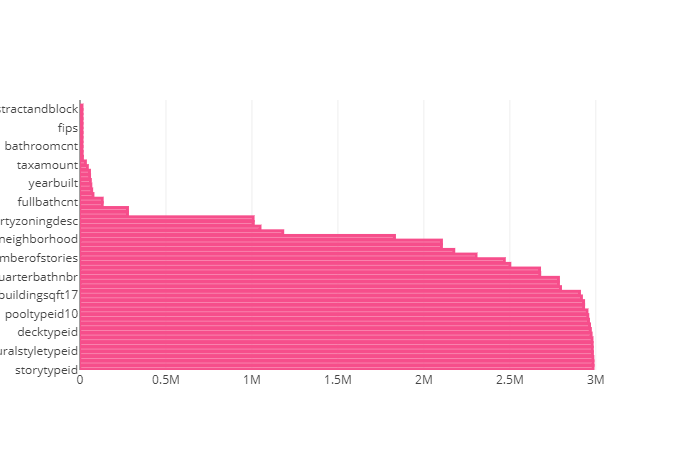 stractandblock
fips
bathroomcnt
taxamount
yearbuilt
fullbathcnt
rtyzoningdesc
neighborhood
mberofstories
uarterbathnbr
buildingsqft17
pooltypeid10
decktypeid
uralstyletypeid
storytypeid
0 0.5M 1M 1.5M 2M 2.5M 3M